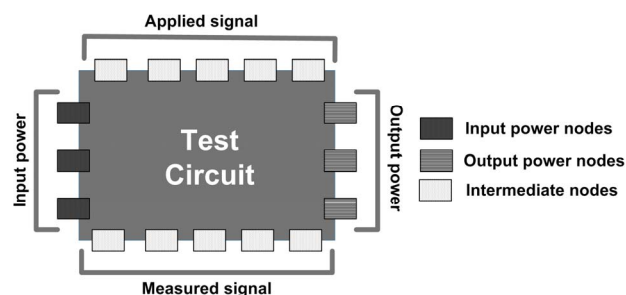 Applied signal
Input power
Test
Circuit
Output power
Input power nodes
Output power nodes
Intermediate nodes
Measured signal